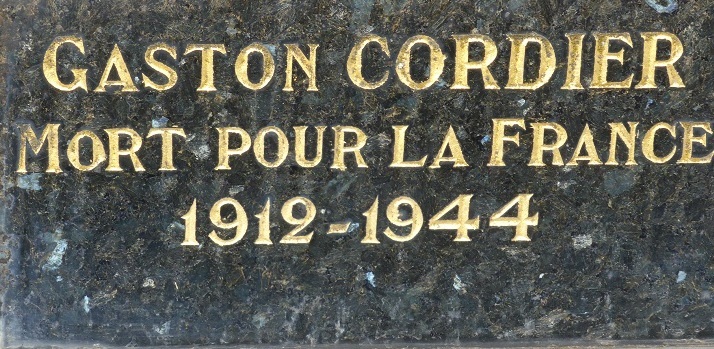 GASTON CORDIER
MORT POUR LA FRANCE
1912-1944